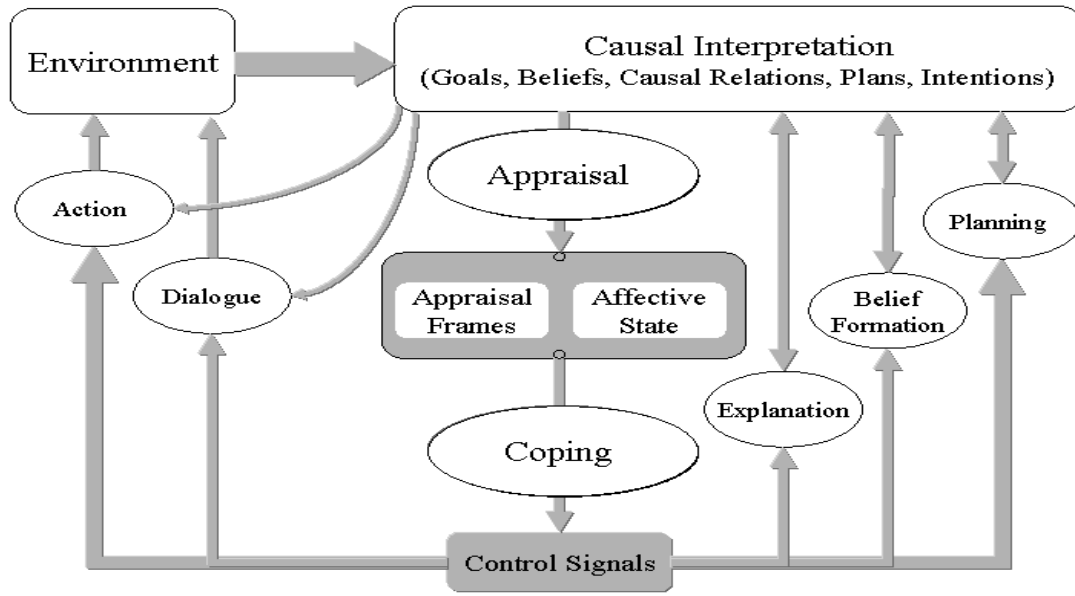 Environment
Causal Interpretation
(Goals, Beliefs, Causal Relations, Plans, Intentions)
Appraisal
Action
Planning
Dialogue
Appraisal
Frames
Affective
State
Belief
Formation
Explanation
Coping
Control Signals